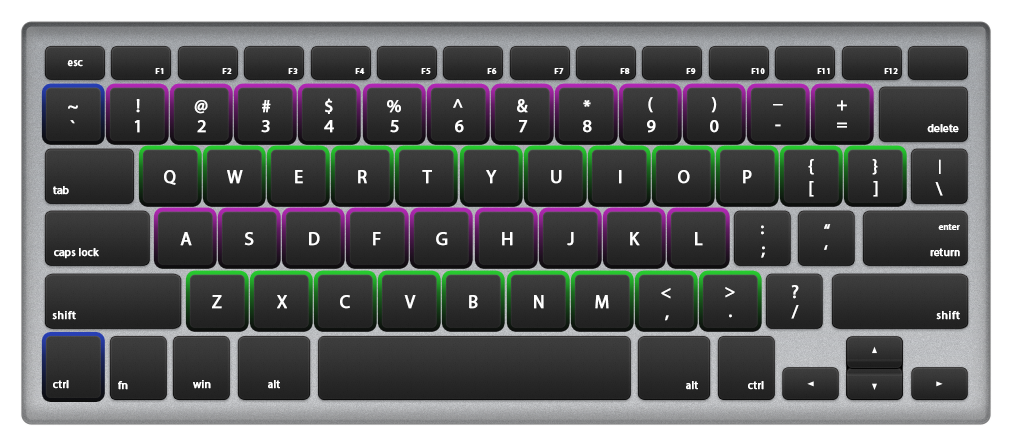 esc F1 F2 F3 F4 F5 F6 F7 F8 F9 F10 F11 F12
~ ! @ # $ % ^ & * ( ) _ +
` 1 2 3 4 5 6 7 8 9 0 - = delete
tab Q W E R T Y U I O P { } |
[ ] \
caps lock A S D F G H J K L : " enter
; ' return
shift Z X C V B N M < > ? shift
, . /
ctrl fn win alt alt ctrl